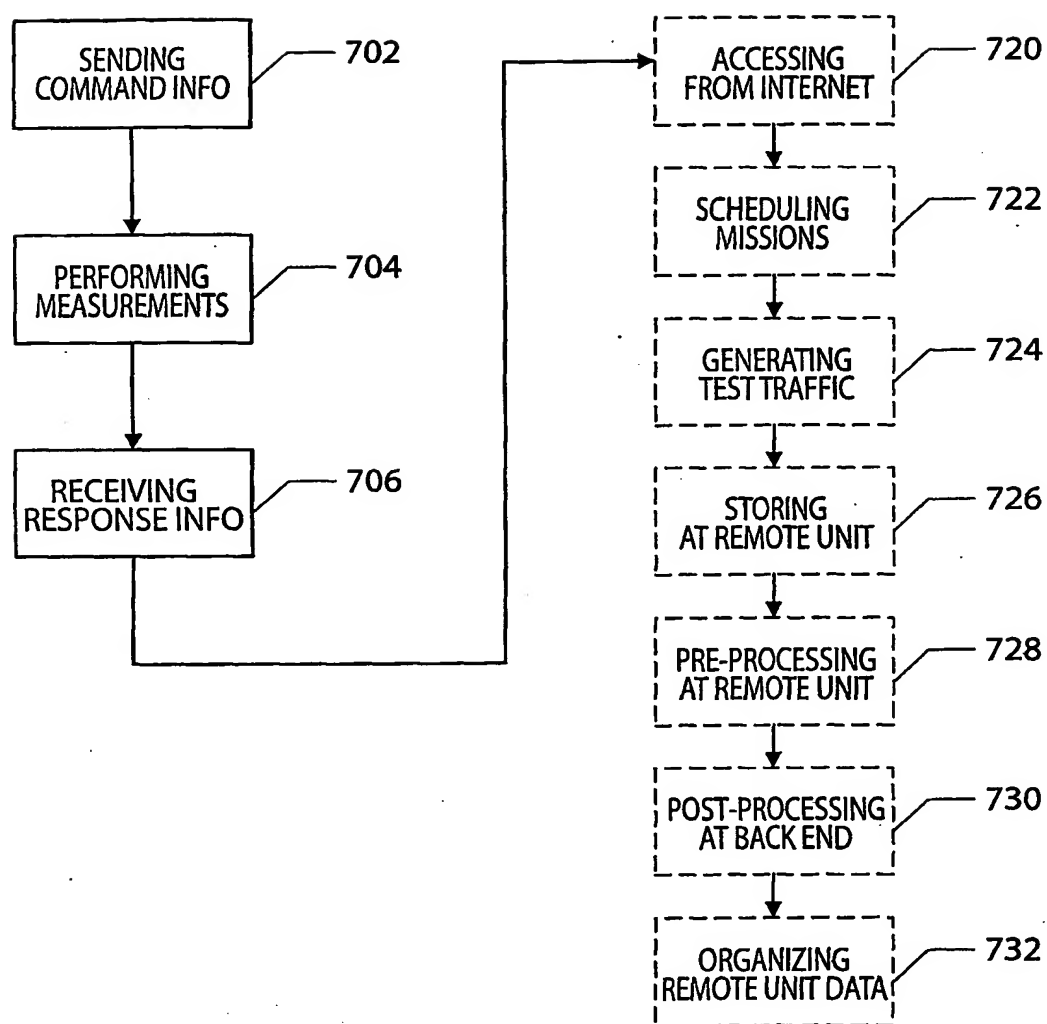 SENDING
COMMAND INFO
702
PERFORMING
MEASUREMENTS
704
RECEIVING
RESPONSE INFO
706
ACCESSING
FROM INTERNET
720
SCHEDULING
MISSIONS
722
GENERATING
TEST TRAFFIC
724
STORING
AT REMOTE UNIT
726
PRE-PROCESSING
AT REMOTE UNIT
728
POST-PROCESSING
AT BACK END
730
ORGANIZING
REMOTE UNIT DATA
732